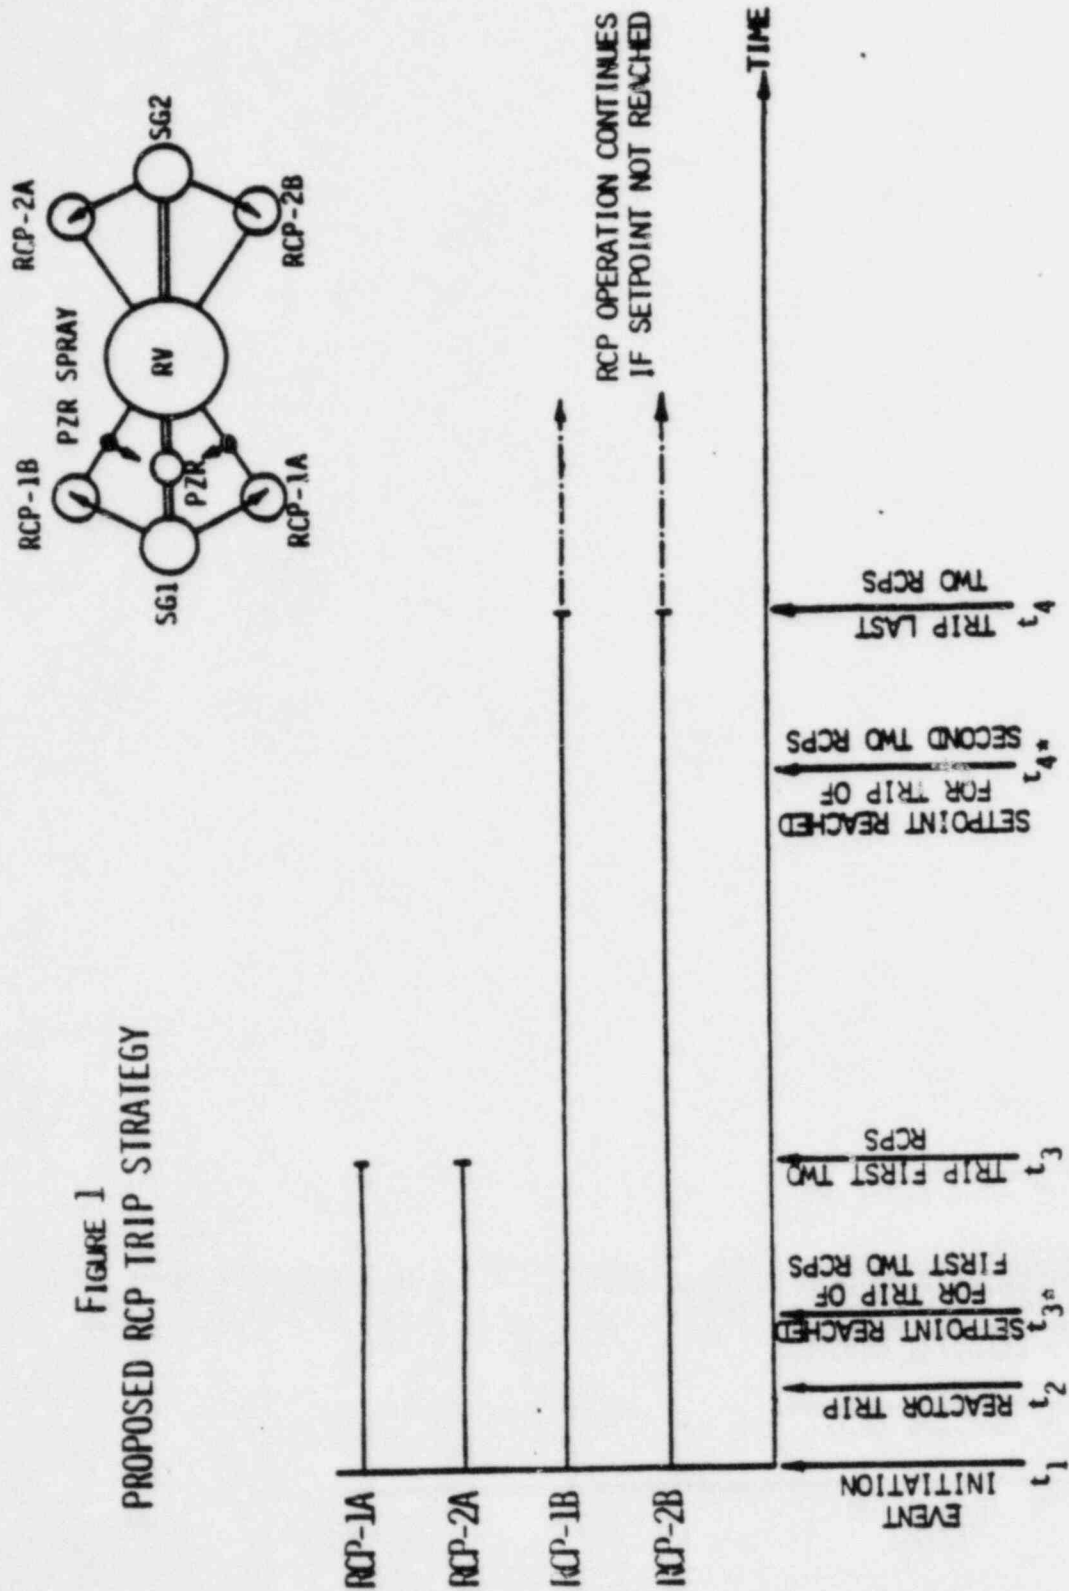 FIGURE 1
PROPOSED RCP TRIP STRATEGY
RCP-1B
PZR SPRAY
RCP-2A
SG1
PZR
RV
SG2
RCP-1A
RCP-2B
RCP-1A
RCP-2A
RCP-1B
RCP-2B
RCP OPERATION CONTINUES
IF SETPOINT NOT REACHED
TIME
EVENT
INITIATION
t1
REACTOR TRIP
t2
SETPOINT REACHED
FOR TRIP OF
FIRST TWO RCPS
t3*
TRIP FIRST TWO
RCPS
t3
SETPOINT REACHED
FOR TRIP OF
SECOND TWO RCPS
t4*
TRIP LAST
TWO RCPS
t4